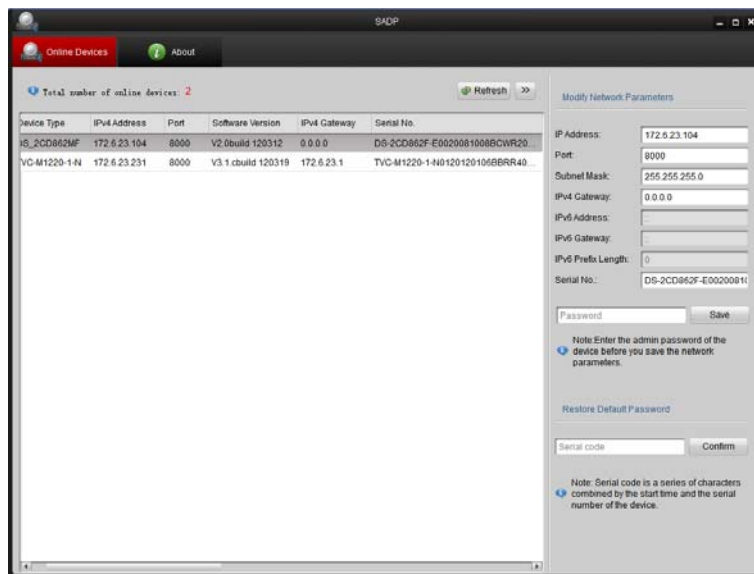 SADP
Online Devices
About
Total number of online devices: 2
Refresh
>>
Device Type IPv4 Address Port Software Version IPv4 Gateway Serial No.
IS_2CD862MF 172.6.23.104 8000 V2.0build 120312 0.0.0.0 DS-2CD862F-E0020081008BCWR20...
VC-M1220-1-N 172.6.23.231 8000 V3.1.cbuild 120319 172.6.23.1 TVC-M1220-1-N0120120106BBRR40...
Modify Network Parameters
IP Address: 172.6.23.104
Port: 8000
Subnet Mask: 255.255.255.0
IPv4 Gateway: 0.0.0.0
IPv6 Address: ::
IPv6 Gateway: ::
IPv6 Prefix Length: 0
Serial No.: DS-2CD862F-E0020081(
Password
Save
Note:Enter the admin password of the
device before you save the network
parameters.
Restore Default Password
Serial code
Confirm
Note: Serial code is a series of characters
combined by the start time and the serial
number of the device.